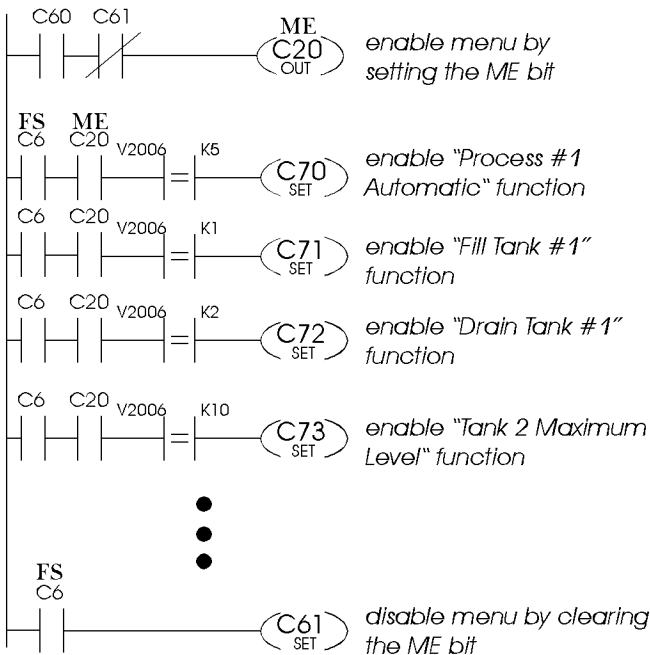 C60 C61 ME
C20
OUT
enable menu by
setting the ME bit
FS ME
C6 C20 V2006 = K5
C70
SET
enable "Process #1
Automatic" function
C6 C20 V2006 = K1
C71
SET
enable "Fill Tank #1"
function
C6 C20 V2006 = K2
C72
SET
enable "Drain Tank #1"
function
C6 C20 V2006 = K10
C73
SET
enable "Tank 2 Maximum
Level" function
FS
C6
C61
SET
disable menu by clearing
the ME bit